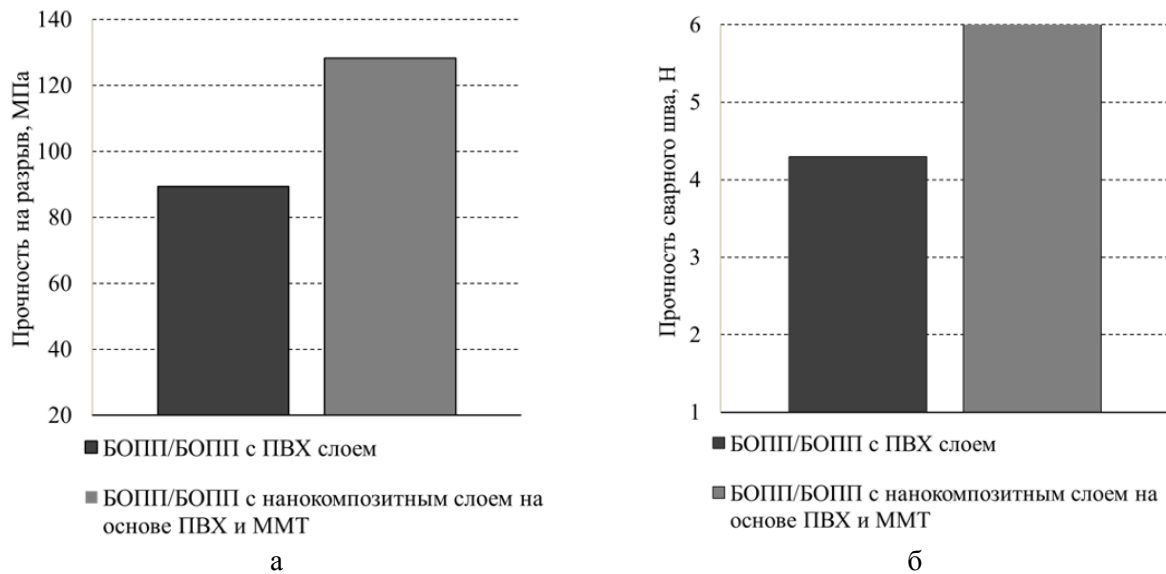 Прочность на разрыв, МПа
140
120
100
80
60
40
20
БОПП/БОПП с ПВХ слоем
БОПП/БОПП с нанокомпозитным слоем на
основе ПВХ и ММТ
а
Прочность сварного шва, Н
6
5
4
3
2
1
БОПП/БОПП с ПВХ слоем
БОПП/БОПП с нанокомпозитным слоем на
основе ПВХ и ММТ
б